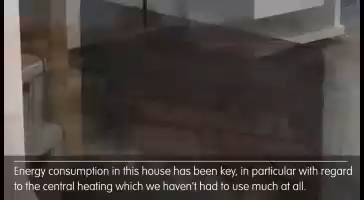 Energy consumption in this house has been key, in particular with regard
to the central heating which we haven't had to use much at all.